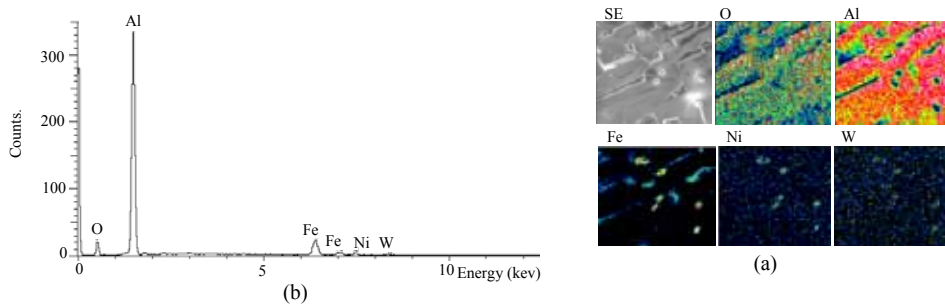 Counts.
300
200
100
0
Al
O
Fe
Fe
Ni
W
0
5
10
Energy (kev)
(b)
SE
O
Al
Fe
Ni
W
(a)